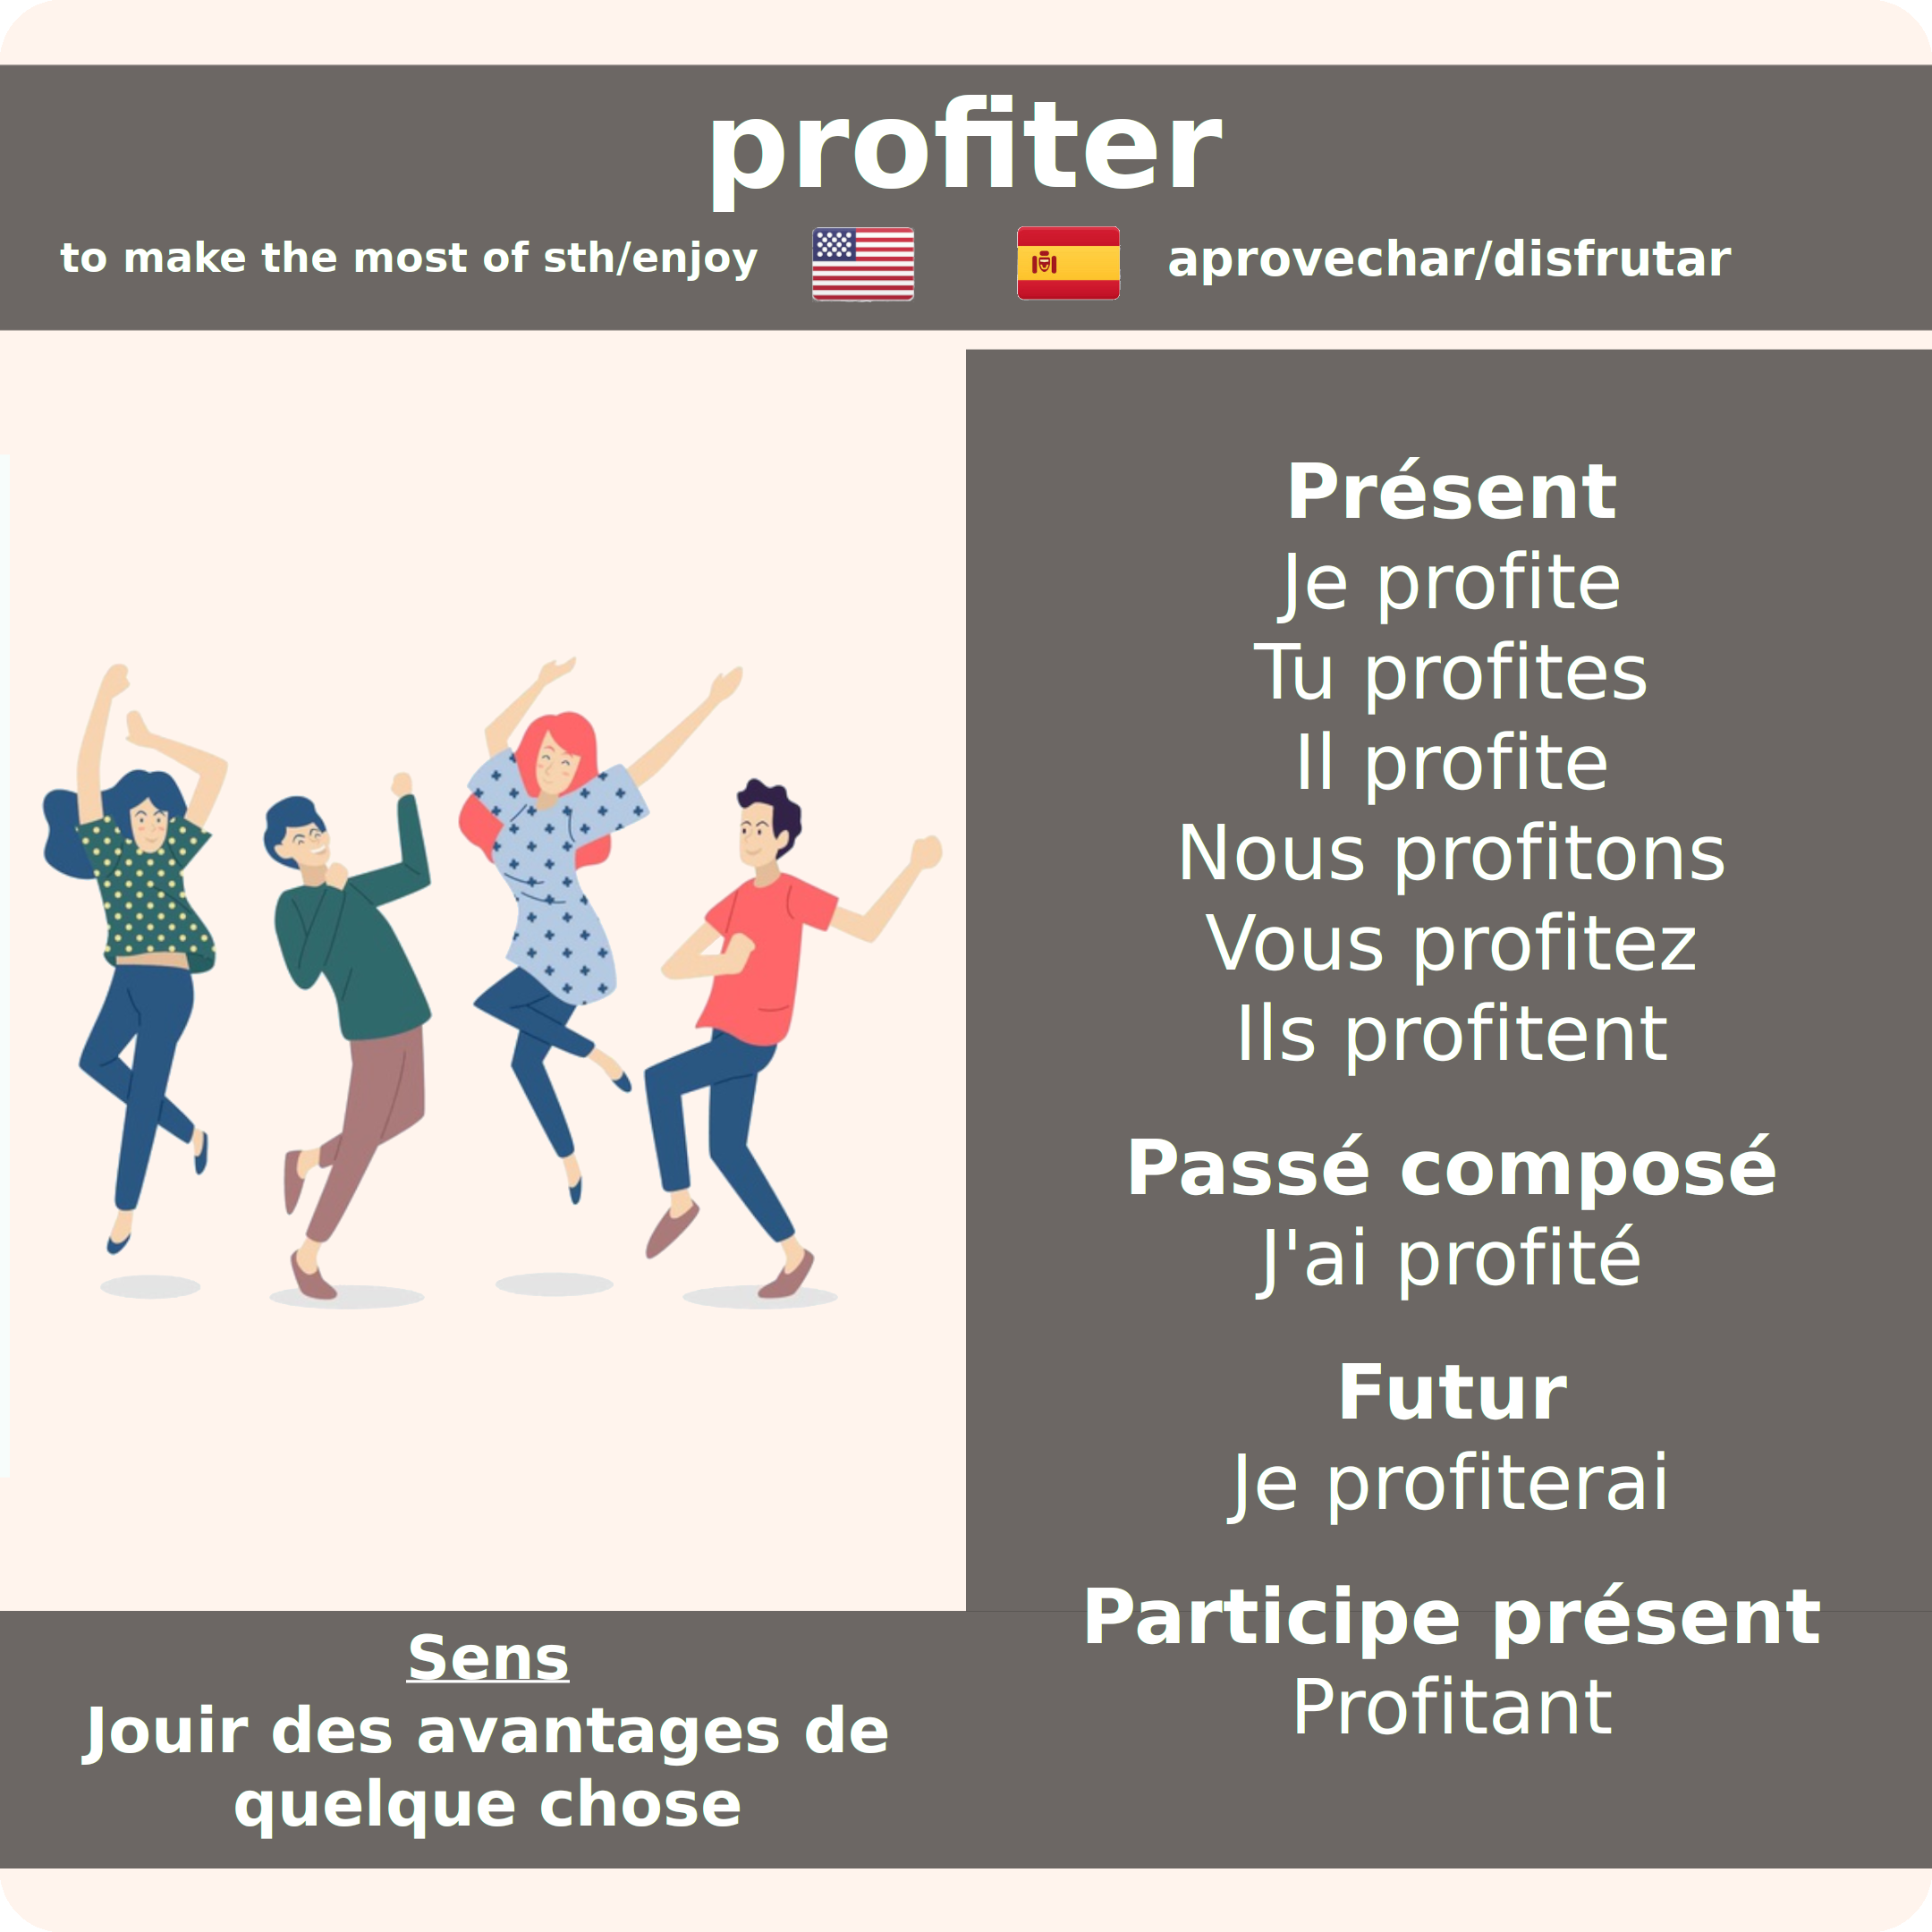 profiter
to make the most of sth/enjoy
aprovechar/disfrutar
Présent
Je profite
Tu profites
Il profite
Nous profitons
Vous profitez
Ils profitent
Passé composé
J'ai profité
Futur
Je profiterai
Participe présent
Profitant
Sens
Jouir des avantages de
quelque chose